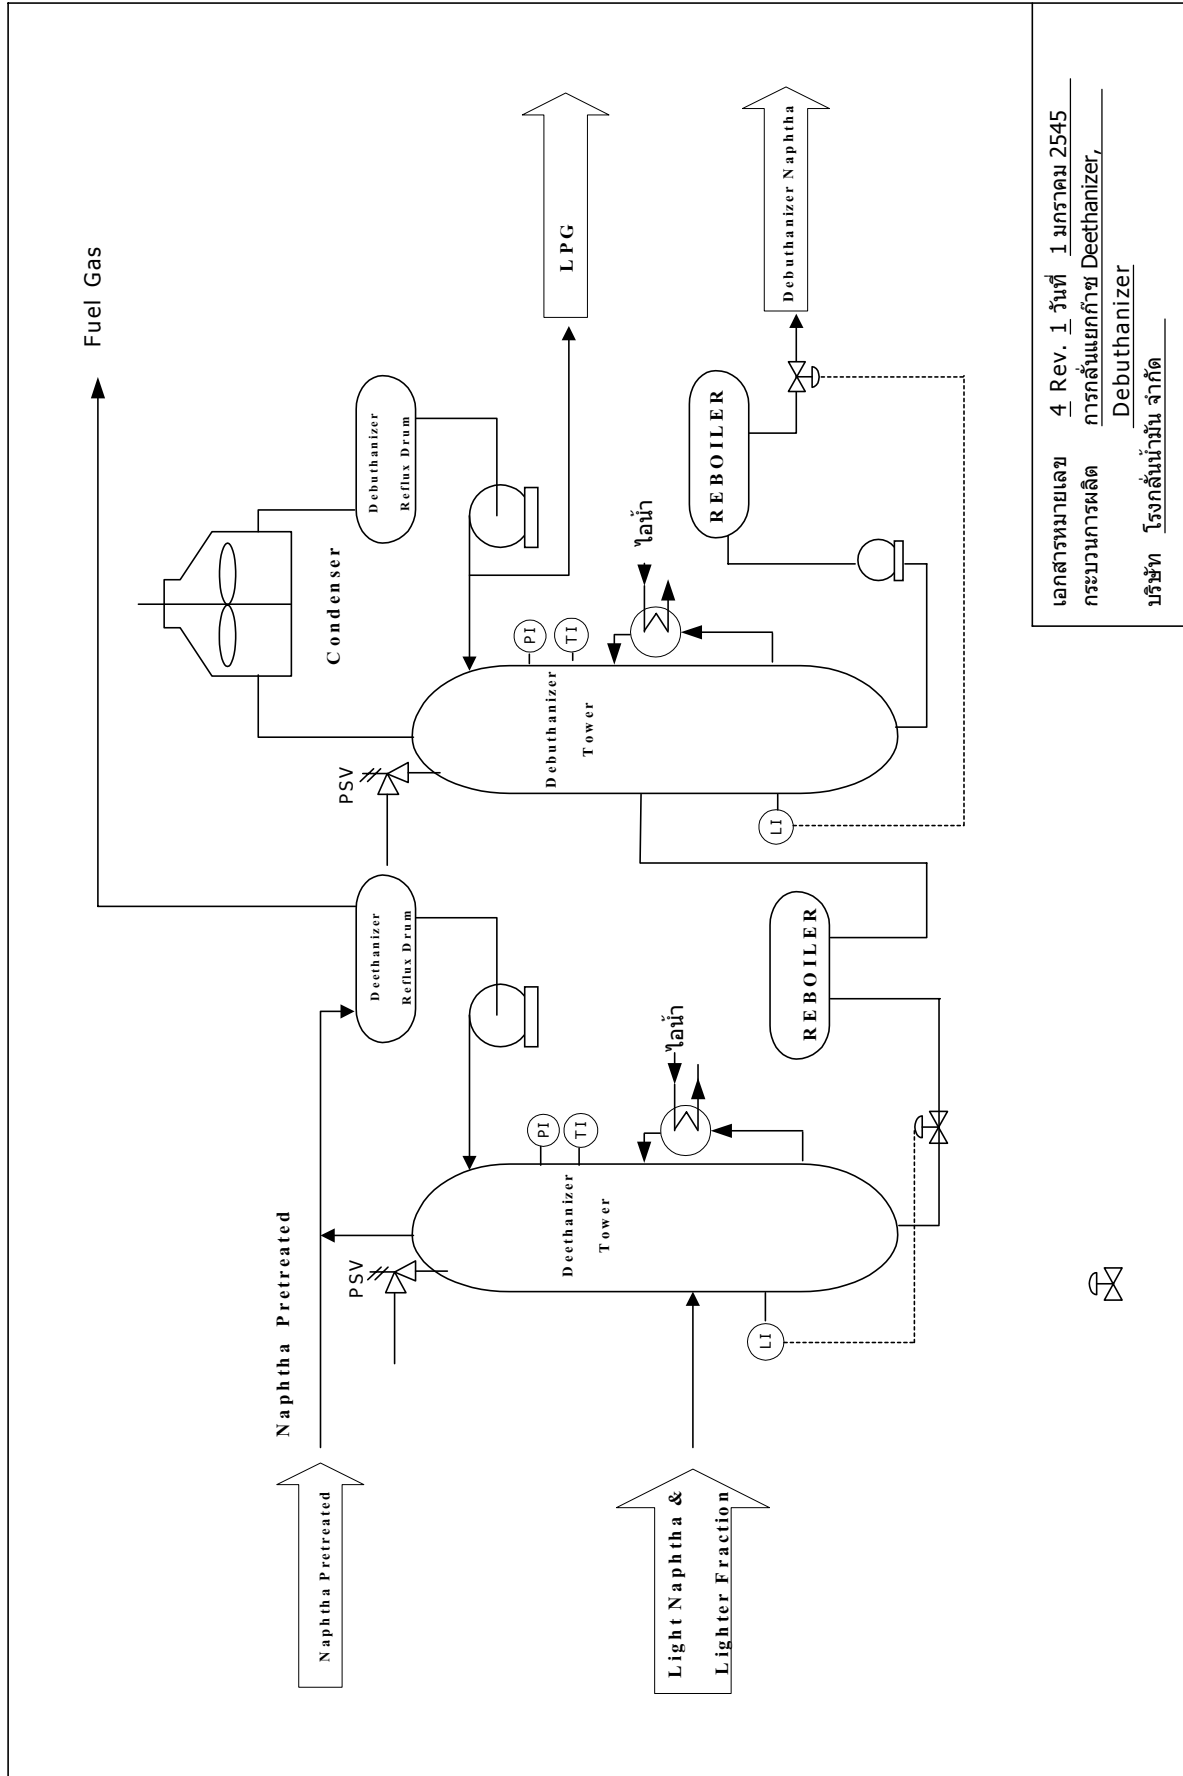 Fuel Gas
Condenser
Naphtha Pretreated
Naphtha Pretreated
PSV
PSV
Deethanizer
Reflux Drum
Debuthanizer
Reflux Drum
LPG
PI
TI
PI
TI
Deethanizer
Tower
Debuthanizer
Tower
ไอน้ำ
ไอน้ำ
Light Naphtha &
Lighter Fraction
LI
LI
REBOILER
REBOILER
Debuthanizer Naphtha
เอกสารหมายเลข 4 Rev. 1 วันที่ 1 มกราคม 2545
กระบวนการผลิต การกลั่นแยกก๊าซ Deethanizer,
Debuthanizer
บริษัท โรงกลั่นน้ำมัน จำกัด